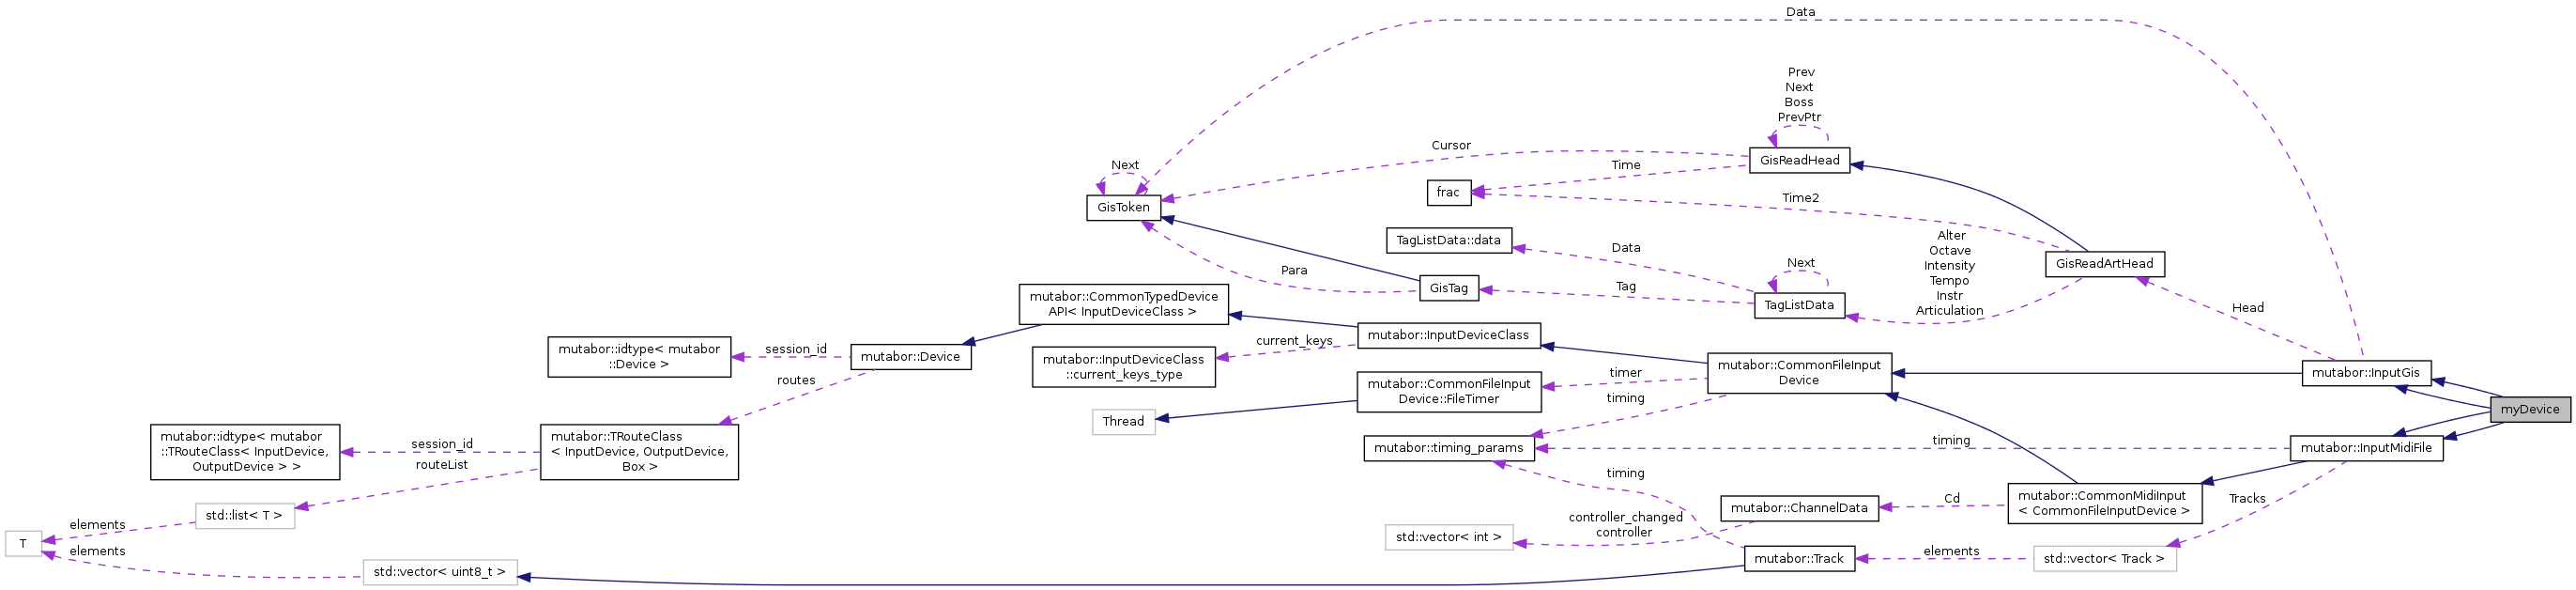 Data
Prev
Next
Boss
PrevPtr
Cursor
GisReadHead
Next
Time
frac
GisToken
Time2
TagListData::data
Data
Alter
Octave
Intensity
Tempo
Instr
Articulation
GisReadArtHead
Para
Next
GisTag
Tag
TagListData
Head
mutabor::CommonTypedDevice
API< InputDeviceClass >
mutabor::idtype< mutabor
::Device >
session_id
mutabor::Device
mutabor::InputDeviceClass
current_keys
mutabor::InputDeviceClass
::current_keys_type
mutabor::CommonFileInput
Device
mutabor::InputGis
routes
timer
mutabor::CommonFileInput
Device::FileTimer
timing
myDevice
Thread
mutabor::idtype< mutabor
::TRouteClass< InputDevice,
OutputDevice > >
session_id
routeList
mutabor::TRouteClass
< InputDevice, OutputDevice,
Box >
mutabor::timing_params
timing
mutabor::InputMidiFile
timing
mutabor::CommonMidiInput
< CommonFileInputDevice >
Tracks
Cd
mutabor::ChannelData
std::list< T >
controller_changed
controller
std::vector< int >
elements
T
elements
std::vector< uint8_t >
mutabor::Track
elements
std::vector< Track >